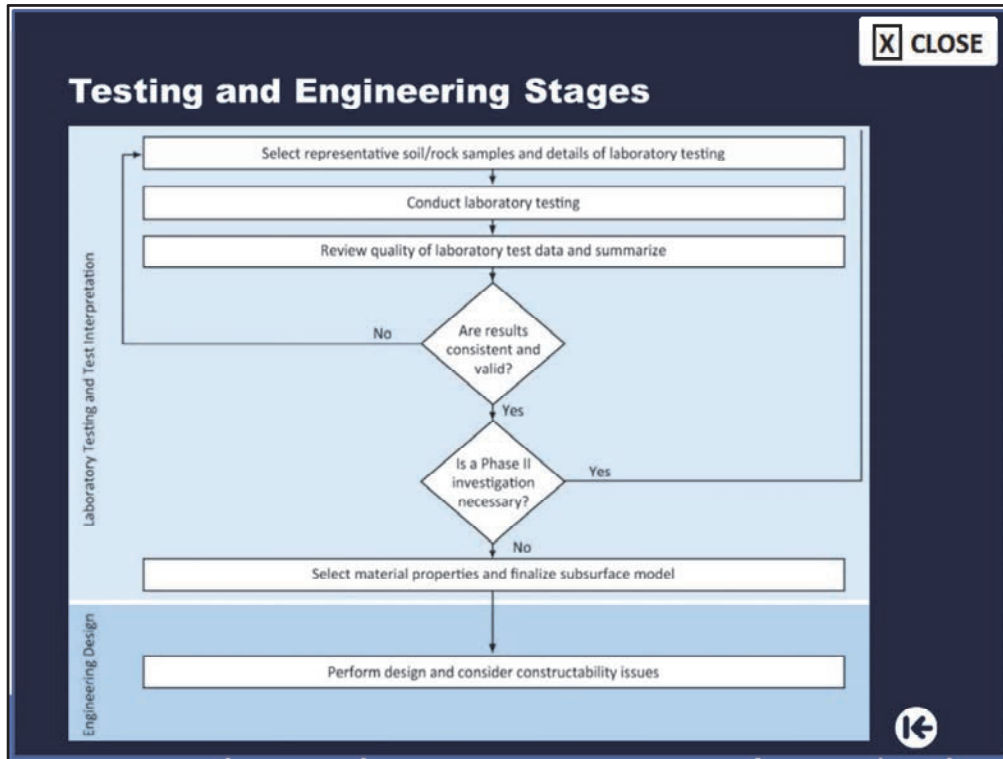 X CLOSE
Testing and Engineering Stages
Select representative soil/rock samples and details of laboratory testing
Conduct laboratory testing
Review quality of laboratory test data and summarize
Laboratory Testing and Test Interpretation
No
Are results
consistent and
valid?
Yes
Is a Phase II
investigation
necessary?
Yes
No
Select material properties and finalize subsurface model
Engineering Design
Perform design and consider constructability issues